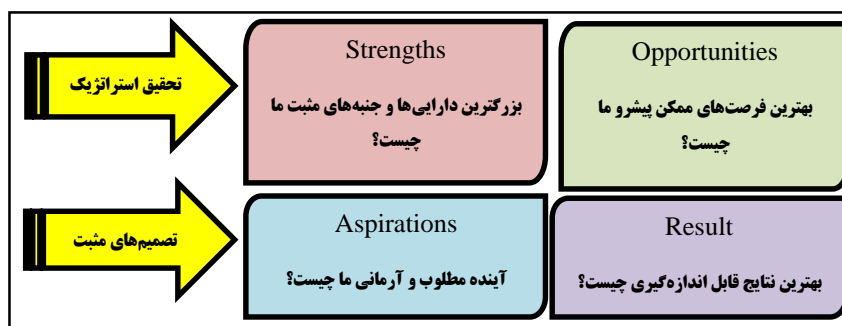 تحقیق استراتژیک
Strengths
بزرگترین دارایی‌ها و جنبه‌های مثبت ما
چیست؟
Opportunities
بهترین فرصت‌های ممکن پیشرو ما
چیست؟
تصمیم‌های مثبت
Aspirations
آینده مطلوب و آرمانی ما چیست؟
Result
بهترین نتایج قابل اندازه‌گیری چیست؟